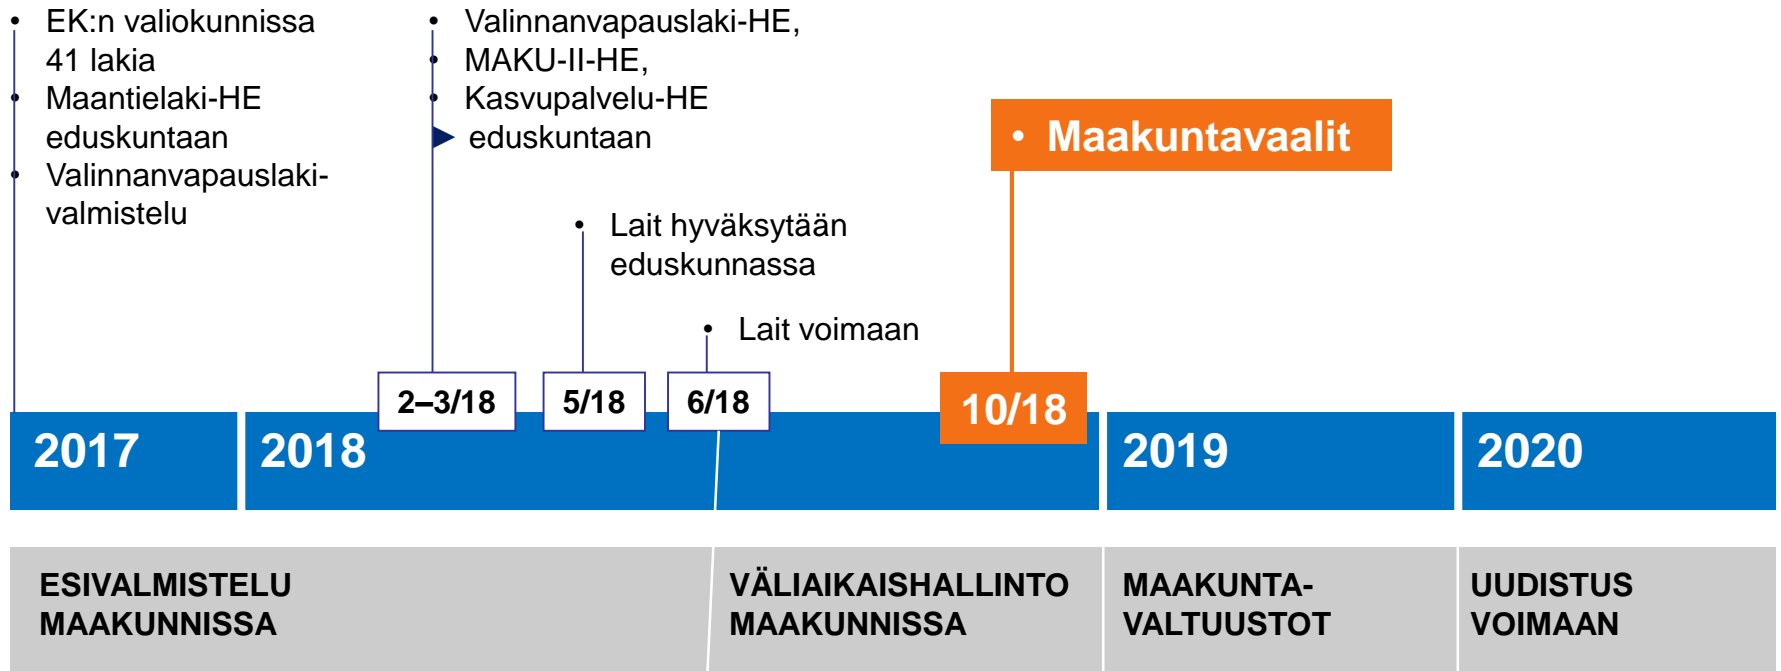 • EK:n valiokunnissa
41 lakia
• Maantielaki-HE
eduskuntaan
• Valinnanvapauslaki-
valmistelu
• Valinnanvapauslaki-HE,
• MAKU-II-HE,
• Kasvupalvelu-HE
eduskuntaan
• Lait hyväksytään
eduskunnassa
• Lait voimaan
• Maakuntavaalit
2–3/18
5/18
6/18
10/18
2017
2018
2019
2020
ESIVALMISTELU
MAAKUNNISSA
VÄLIAIKAISHALLINTO
MAAKUNNISSA
MAAKUNTA-
VALTUUSTOT
UUDISTUS
VOIMAAN